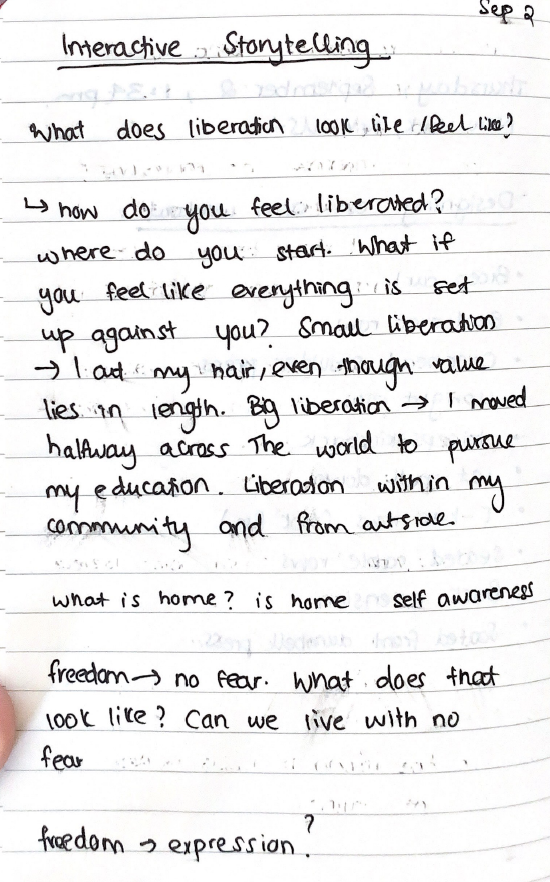 Sep 2
Interactive Storytelling
What does liberation look like / feel like?
↳ how do you feel liberated?
where do you start. What if
you feel like everything is set
up against you? Small liberation
→ I cut my hair, even though value
lies in length. Big liberation → I moved
halfway across The world to pursue
my education. Liberation within my
community and from outside.
what is home? is home self awareness
freedom → no fear. What does that
look like? Can we live with no
fear
freedom → expression?